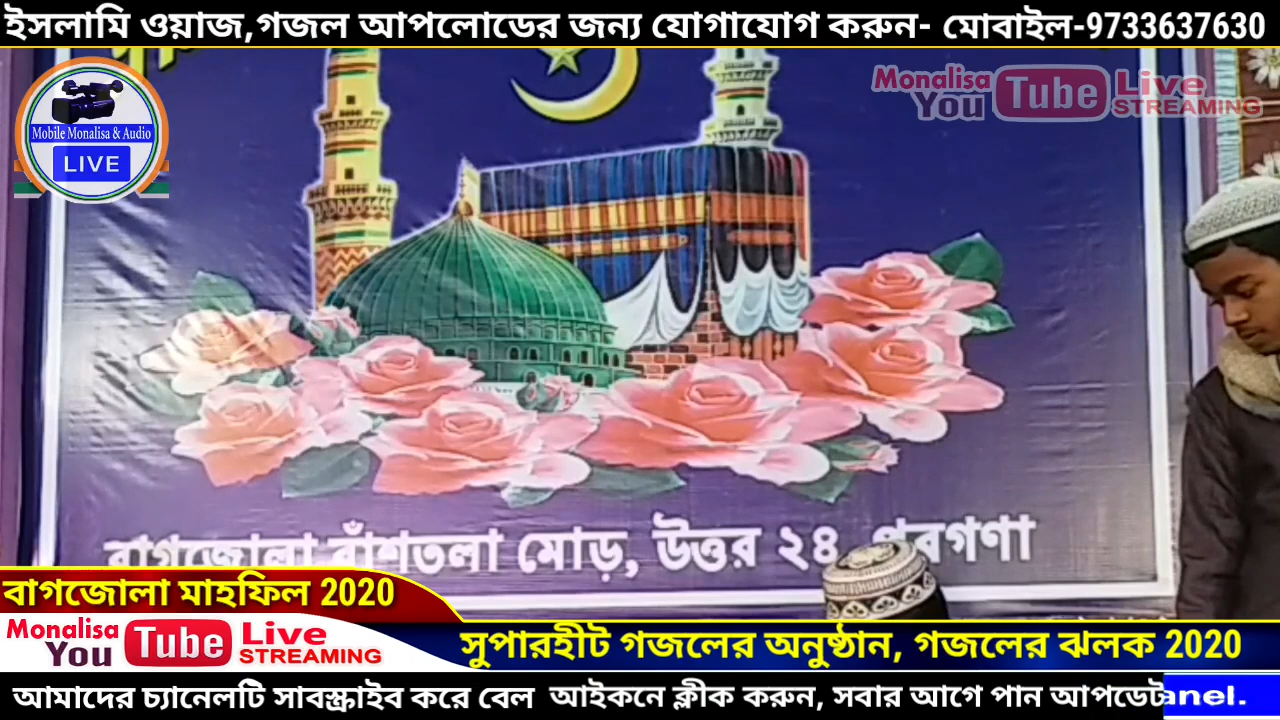 ইসলামি ওয়াজ,গজল আপলোডের জন্য যোগাযোগ করুন- মোবাইল-9733637630
Mobile Monalisa & Audio
LIVE
Monalisa You Tube Live STREAMING
বাগজোলা বাঁশতলা মোড়, উত্তর ২৪ পরগণা
বাগজোলা মাহফিল 2020
Monalisa You Tube Live STREAMING
সুপারহীট গজলের অনুষ্ঠান, গজলের ঝলক 2020
আমাদের চ্যানেলটি সাবস্ক্রাইব করে বেল আইকনে ক্লীক করুন, সবার আগে পান আপডেট
anel.